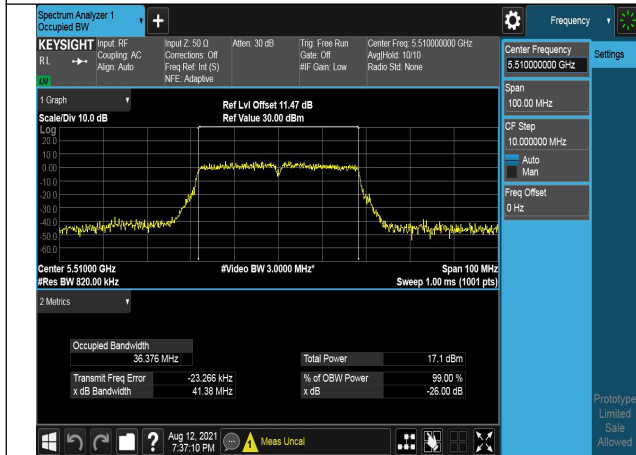 Spectrum Analyzer 1
Occupied BW
Frequency
KEYSIGHT
R L
LXI
Input: RF
Coupling: AC
Align: Auto
Input Z: 50 Ω
Corrections: Off
Freq Ref: Int (S)
NFE: Adaptive
Atten: 30 dB
Trig: Free Run
Gate: Off
#IF Gain: Low
Center Freq: 5.510000000 GHz
Avg|Hold: 10/10
Radio Std: None
Center Frequency
5.510000000 GHz
Settings
Span
100.00 MHz
CF Step
10.000000 MHz
Auto
Man
Freq Offset
0 Hz
1 Graph
Scale/Div 10.0 dB
Ref Lvl Offset 11.47 dB
Ref Value 30.00 dBm
Log
20.0
10.0
0.00
-10.0
-20.0
-30.0
-40.0
-50.0
-60.0
Center 5.51000 GHz
#Video BW 3.0000 MHz*
Span 100 MHz
#Res BW 820.00 kHz
Sweep 1.00 ms (1001 pts)
2 Metrics
Occupied Bandwidth
36.376 MHz
Total Power 17.1 dBm
Transmit Freq Error -23.266 kHz
% of OBW Power 99.00 %
x dB Bandwidth 41.38 MHz
x dB -26.00 dB
Aug 12, 2021
7:37:10 PM
Meas Uncal
Prototype
Limited
Sale
Allowed